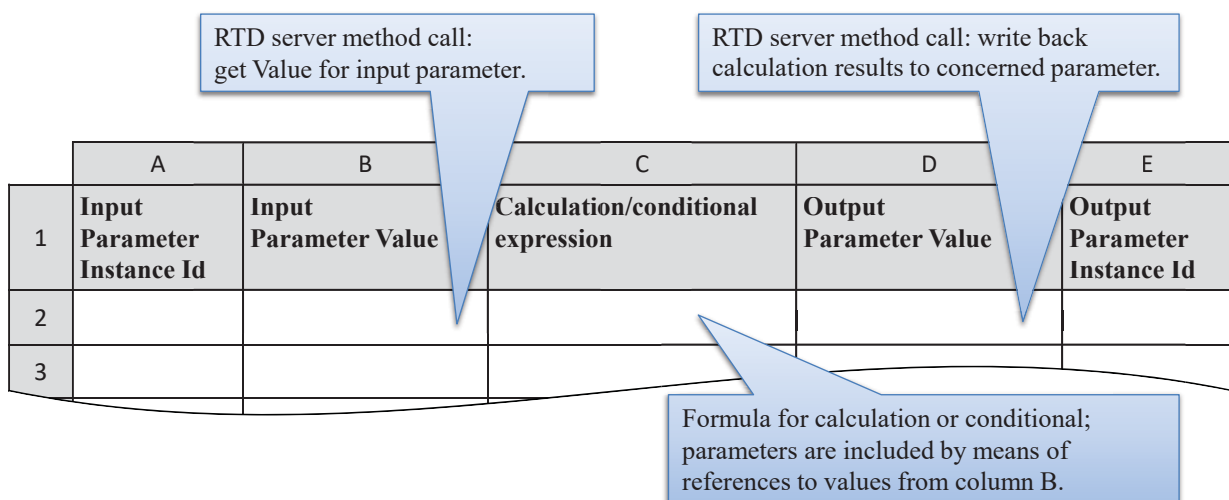 RTD server method call:
get Value for input parameter.
RTD server method call: write back
calculation results to concerned parameter.
A
B
C
D
E
1
Input
Parameter
Instance Id
Input
Parameter Value
Calculation/conditional
expression
Output
Parameter Value
Output
Parameter
Instance Id
2
3
Formula for calculation or conditional;
parameters are included by means of
references to values from column B.